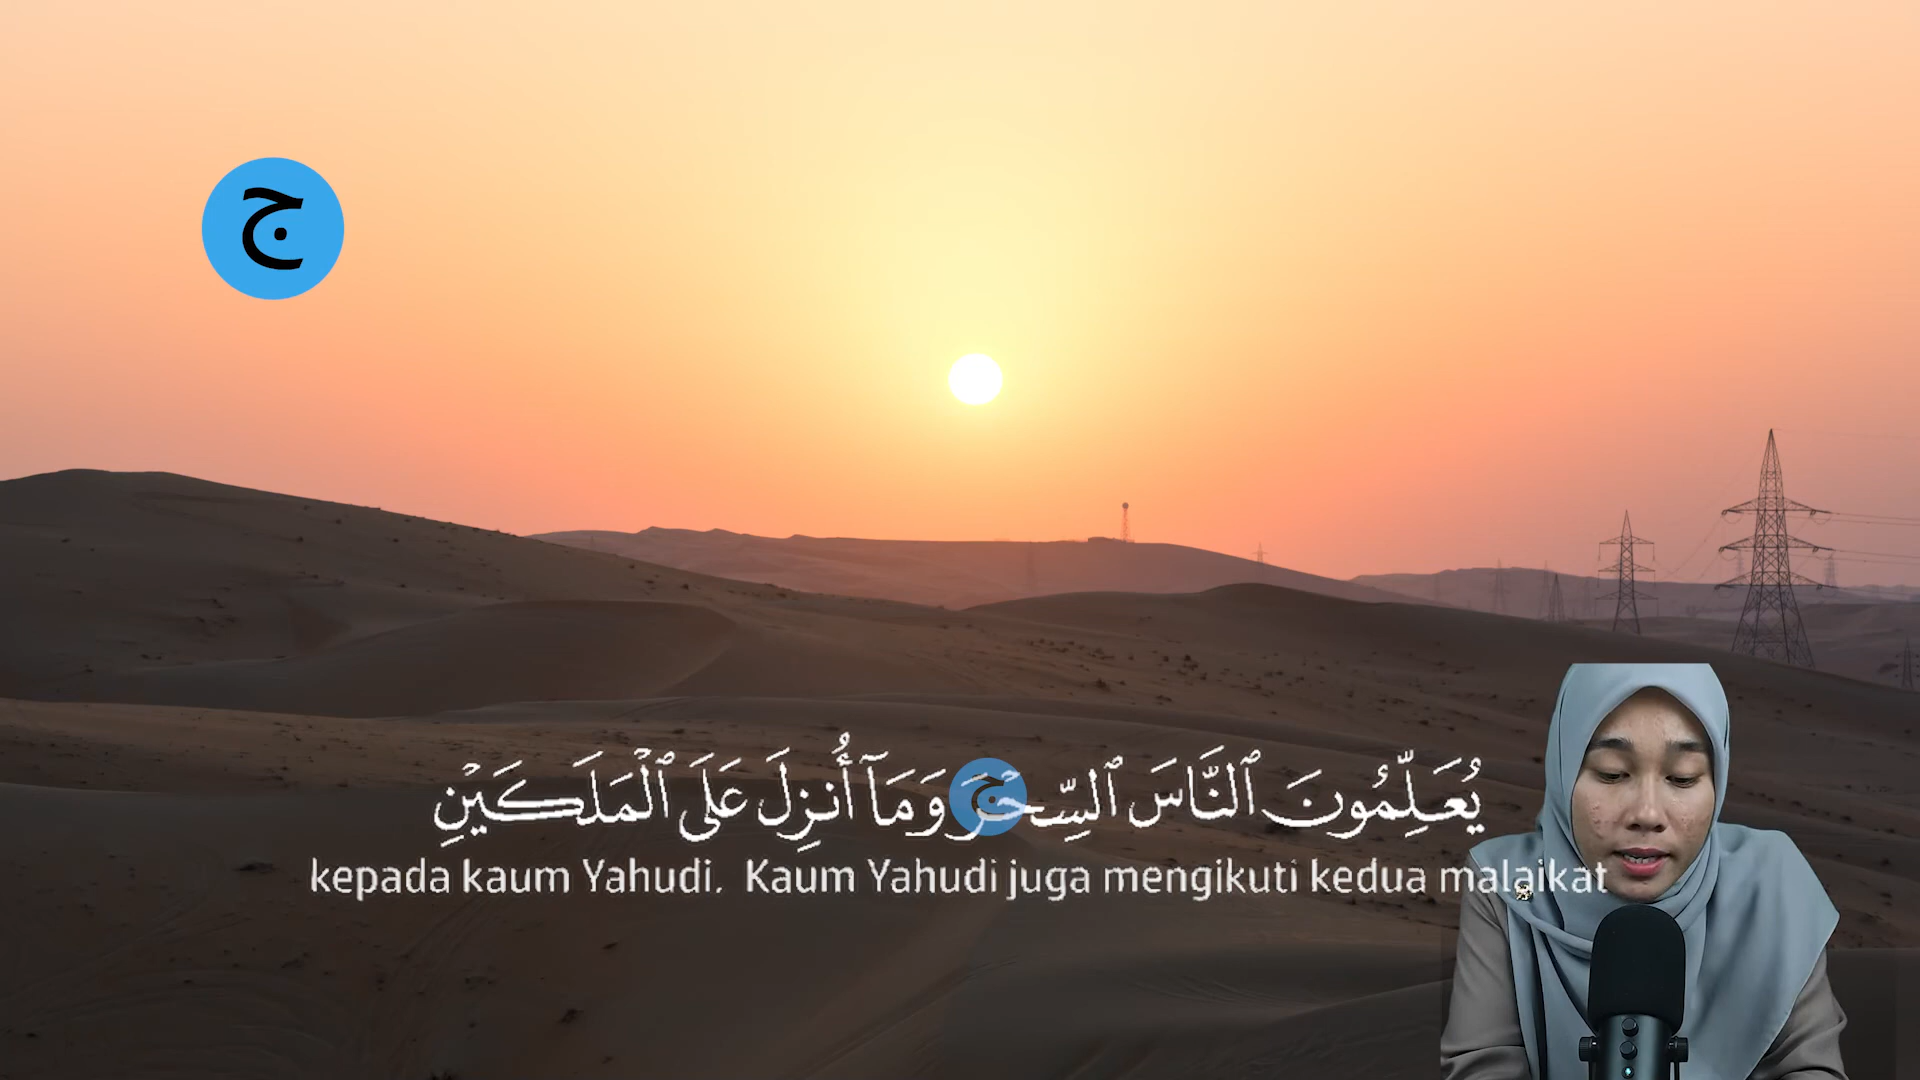 ج
يُعَلِّمُونَ ٱلنَّاسَ ٱلسِّحْرَ وَمَآ أُنزِلَ عَلَى ٱلْمَلَكَيْنِ
ج
kepada kaum Yahudi. Kaum Yahudi juga mengikuti kedua malaikat